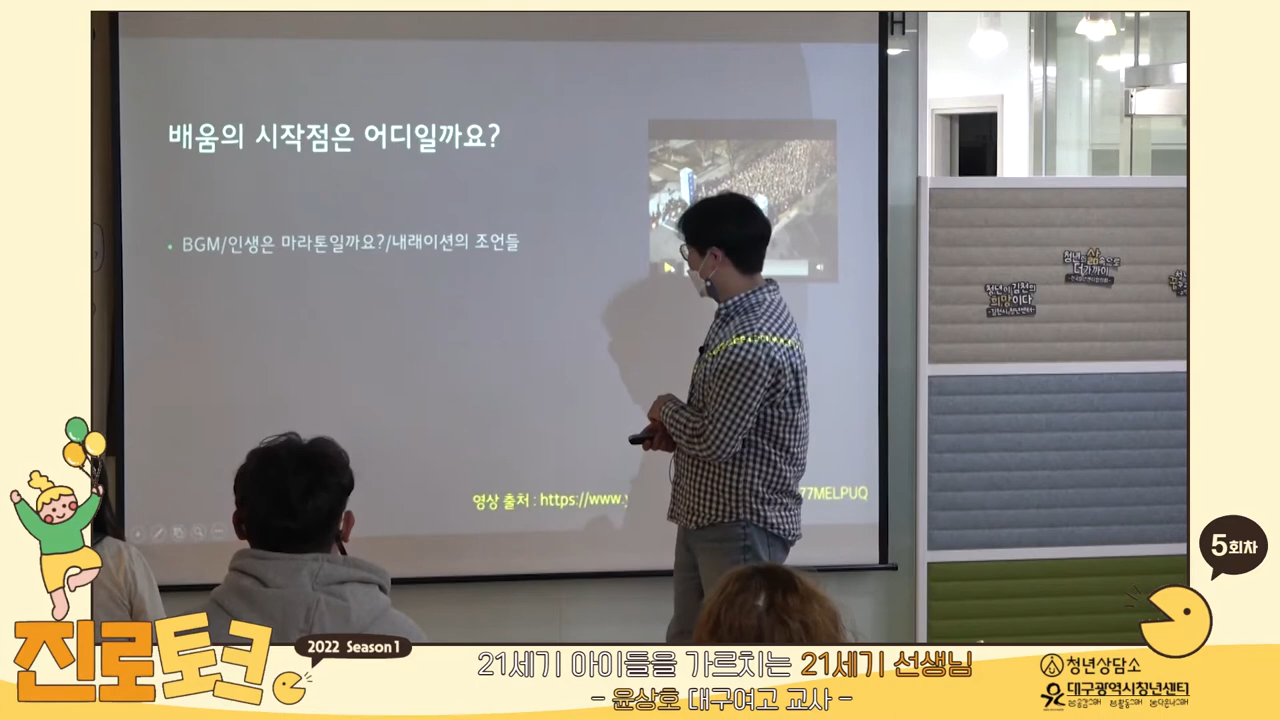 배움의 시작점은 어디일까요?
• BGM/인생은 마라톤일까요?/내래이션의 조언들
영상 출처 : https://www.y
77MELPUQ
청년의 삶속으로
더 가까이
청년이 김천의
희망이다
5회차
진로토크
2022 Season1
21세기 아이들을 가르치는 21세기 선생님
- 윤상호 대구여고 교사 -
청년상담소
대구광역시청년센터